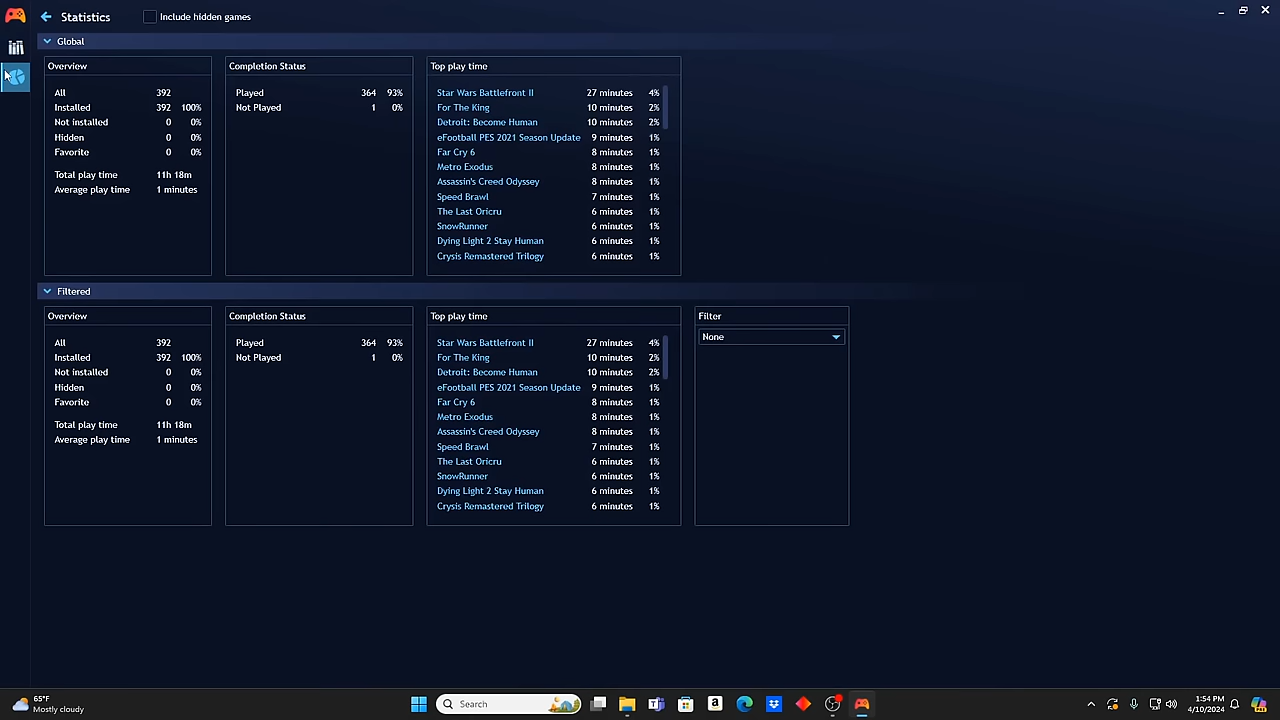 Statistics
Include hidden games
Global
Overview
All 392
Installed 392 100%
Not installed 0 0%
Hidden 0 0%
Favorite 0 0%
Total play time 11h 18m
Average play time 1 minutes
Completion Status
Played 364 93%
Not Played 1 0%
Top play time
Star Wars Battlefront II 27 minutes 4%
For The King 10 minutes 2%
Detroit: Become Human 10 minutes 2%
eFootball PES 2021 Season Update 9 minutes 1%
Far Cry 6 8 minutes 1%
Metro Exodus 8 minutes 1%
Assassin's Creed Odyssey 8 minutes 1%
Speed Brawl 7 minutes 1%
The Last Oricru 6 minutes 1%
SnowRunner 6 minutes 1%
Dying Light 2 Stay Human 6 minutes 1%
Crysis Remastered Trilogy 6 minutes 1%
Filtered
Overview
All 392
Installed 392 100%
Not installed 0 0%
Hidden 0 0%
Favorite 0 0%
Total play time 11h 18m
Average play time 1 minutes
Completion Status
Played 364 93%
Not Played 1 0%
Top play time
Star Wars Battlefront II 27 minutes 4%
For The King 10 minutes 2%
Detroit: Become Human 10 minutes 2%
eFootball PES 2021 Season Update 9 minutes 1%
Far Cry 6 8 minutes 1%
Metro Exodus 8 minutes 1%
Assassin's Creed Odyssey 8 minutes 1%
Speed Brawl 7 minutes 1%
The Last Oricru 6 minutes 1%
SnowRunner 6 minutes 1%
Dying Light 2 Stay Human 6 minutes 1%
Crysis Remastered Trilogy 6 minutes 1%
Filter
None
65°F
Mostly cloudy
Search
1:54 PM
4/10/2024